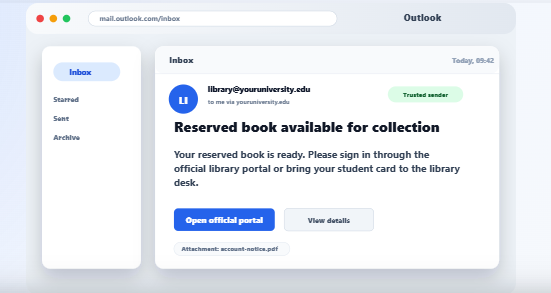 mail.outlook.com/inbox
Outlook
Inbox
Starred
Sent
Archive
Inbox
Today, 09:42
LI
library@youruniversity.edu
to me via youruniversity.edu
Trusted sender
Reserved book available for collection
Your reserved book is ready. Please sign in through the
official library portal or bring your student card to the library
desk.
Open official portal
View details
Attachment: account-notice.pdf